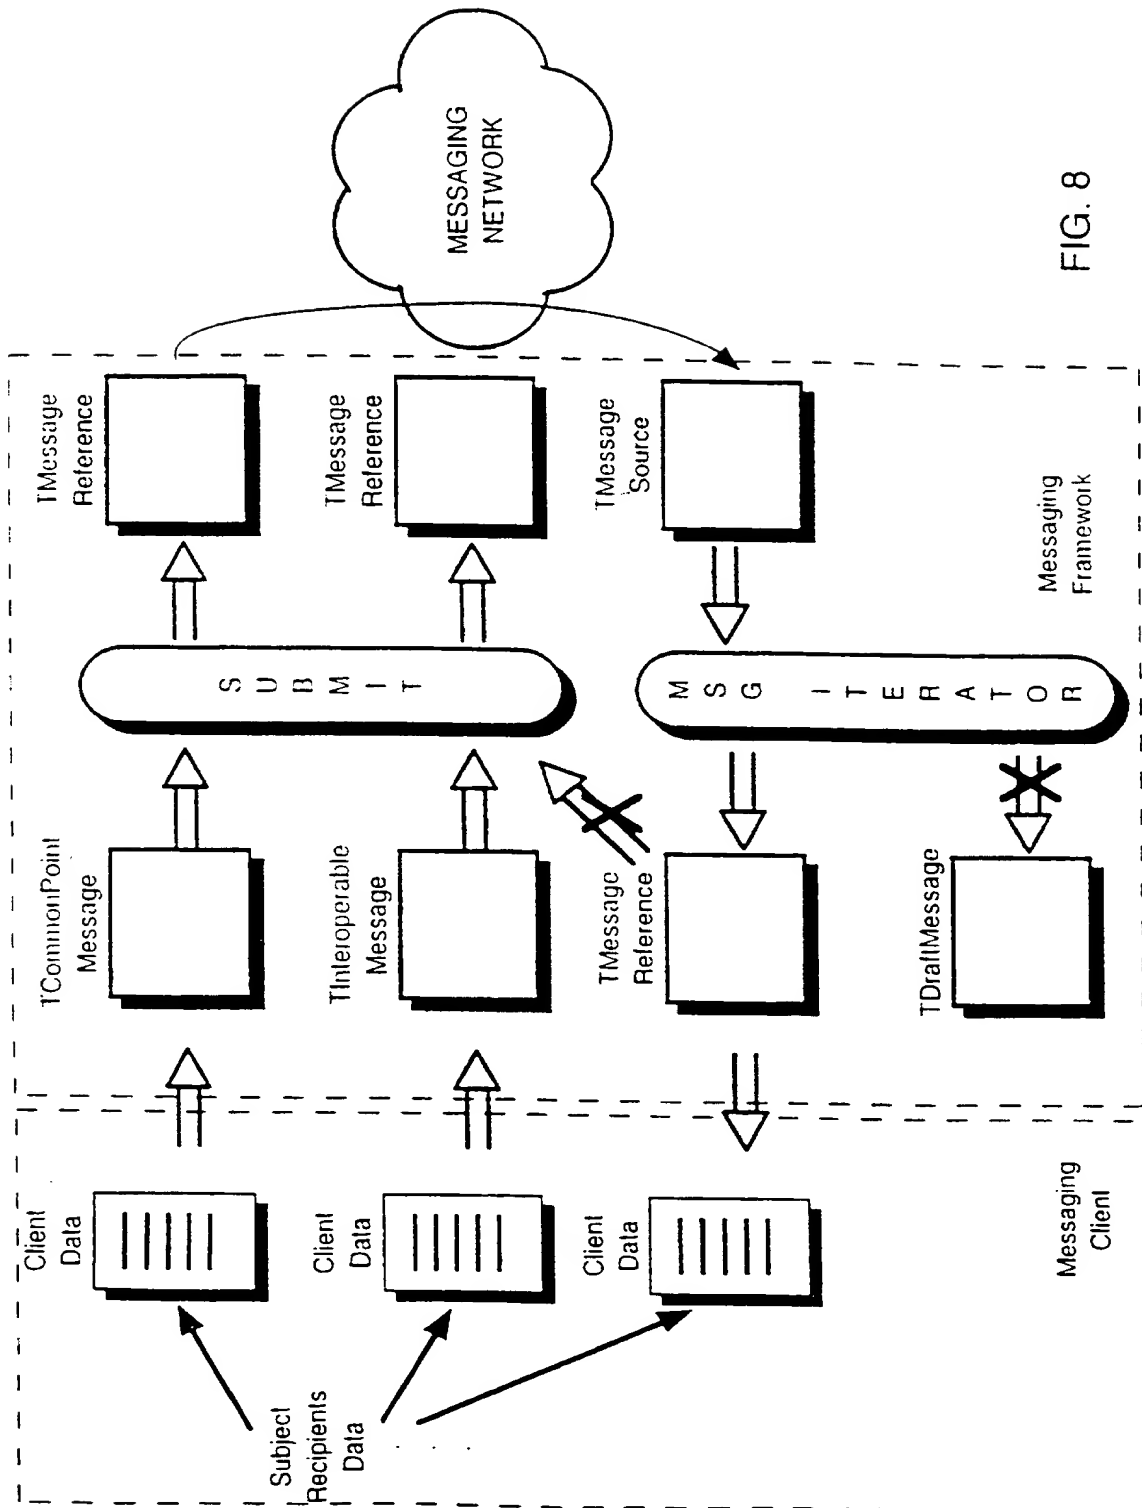 Subject
Recipients
Data
Client
Data
TCommonPoint
Message
SUBMIT
TMessage
Reference
Client
Data
TInteroperable
Message
TMessage
Reference
MESSAGING
NETWORK
Client
Data
TMessage
Reference
MSG ITERATOR
TMessage
Source
TDraftMessage
Messaging
Client
Messaging
Framework
FIG. 8